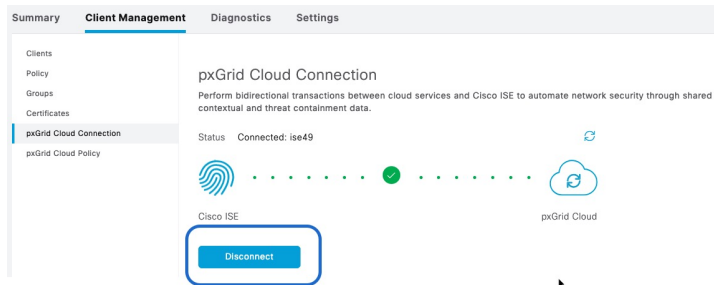 Summary Client Management Diagnostics Settings
Clients
Policy
Groups
Certificates
pxGrid Cloud Connection
pxGrid Cloud Policy
pxGrid Cloud Connection
Perform bidirectional transactions between cloud services and Cisco ISE to automate network security through shared
contextual and threat containment data.
Status Connected: ise49
Cisco ISE pxGrid Cloud
Disconnect